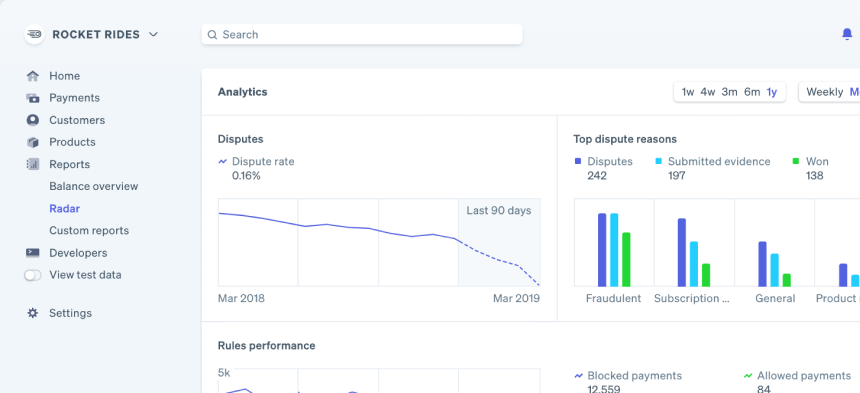 ROCKET RIDES
Search
Home
Payments
Customers
Products
Reports
Balance overview
Radar
Custom reports
Developers
View test data
Settings
Analytics
1w 4w 3m 6m 1y
Weekly
Disputes
Dispute rate
0.16%
Last 90 days
Mar 2018 Mar 2019
Top dispute reasons
Disputes Submitted evidence Won
242 197 138
Fraudulent Subscription ... General Product
Rules performance
5k
Blocked payments Allowed payments
12,559 84